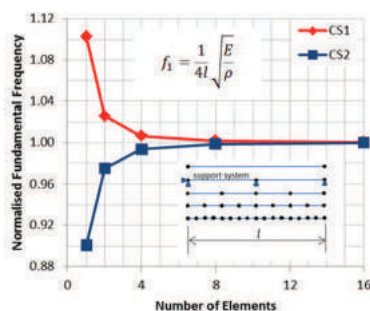 1.12
1.08
1.04
1.00
0.96
0.92
0.88
Normalised Fundamental Frequency
CS1
CS2
f₁ = 1/4l √E/ρ
support system
l
0 4 8 12 16
Number of Elements